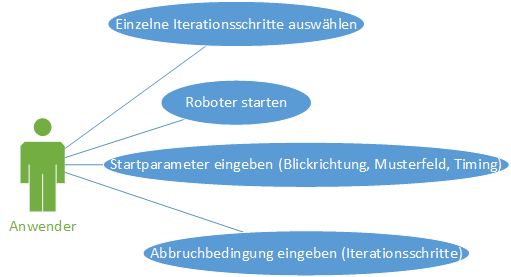 Einzelne Iterationsschritte auswählen
Roboter starten
Startparameter eingeben (Blickrichtung, Musterfeld, Timing)
Anwender
Abbruchbedingung eingeben (Iterationsschritte)